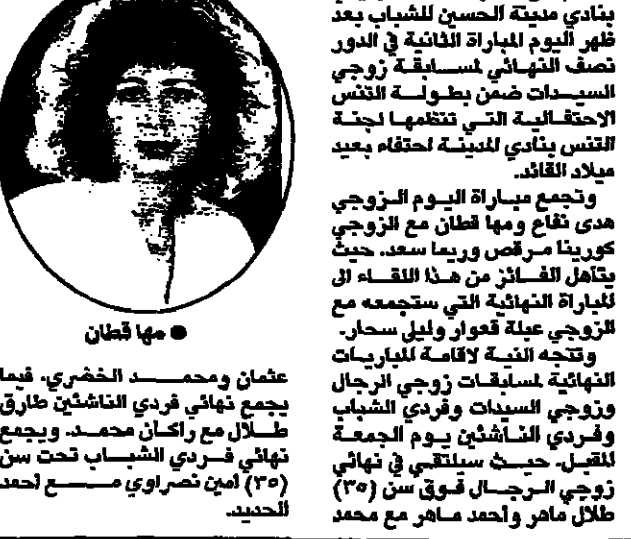 بنادي مدينة الحسين للشباب بعد
ظهر اليوم المباراة الثانية في الدور
نصف النهائي لمسابقة زوجي
السيدات ضمن بطولة التنس
الاحتفالية التي تنظمها لجنة
التنس بنادي المدينة احتفاء بعيد
ميلاد القائد.
وتجمع مباراة اليوم الزوجي
هدى نفاع ومها قطان مع الزوجي
كورينا مرقص وريما سعد. حيث
يتأهل الفائز من هذا اللقاء الى
المباراة النهائية التي ستجمعه مع
الزوجي عبلة قعوار وليلى سحار.
وتتجه النية لاقامة المباريات
النهائية لمسابقات زوجي الرجال
وزوجي السيدات وفردي الشباب
وفردي الناشئين يوم الجمعة
المقبل. حيث سيلتقي في نهائي
زوجي الرجال فوق سن (٣٥)
طلال ماهر وأحمد ماهر مع محمد
● مها قطان
عثمان ومحمد الخضري، فيما
يجمع نهائي فردي الناشئين طارق
طلال مع راكان محمد. ويجمع
نهائي فردي الشباب تحت سن
(٣٥) أمين نصراوي مع أحمد
الحديد.